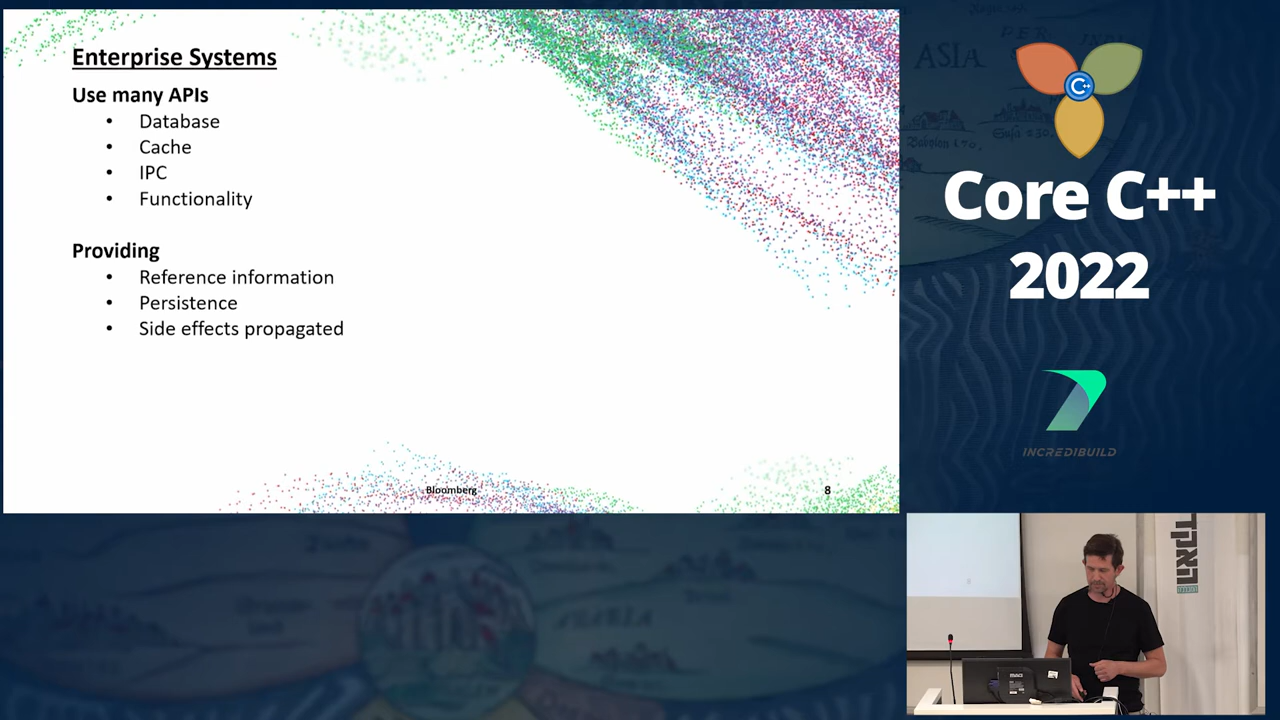 Enterprise Systems
Use many APIs
• Database
• Cache
• IPC
• Functionality
Providing
• Reference information
• Persistence
• Side effects propagated
Bloomberg
8
ASIA
C++
Core C++
2022
INCREDIBUILD